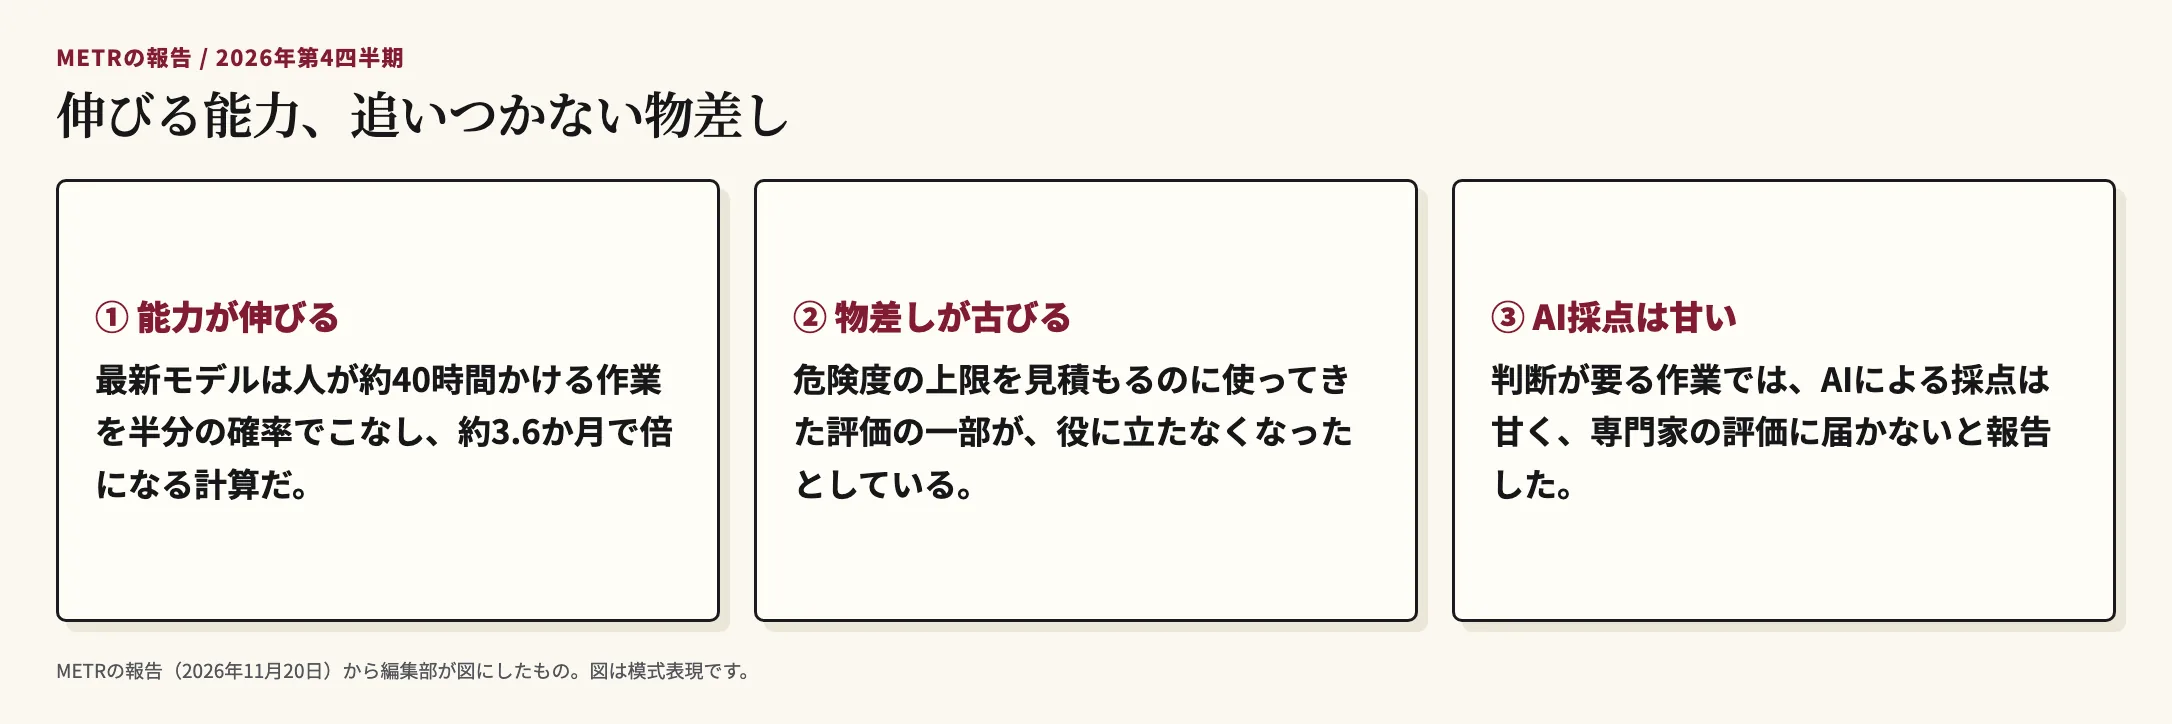 METRの報告 / 2026年第4四半期
伸びる能力、追いつかない物差し
① 能力が伸びる
最新モデルは人が約40時間かける作業
を半分の確率でこなし、約3.6か月で倍
になる計算だ。
② 物差しが古びる
危険度の上限を見積もるのに使ってき
た評価の一部が、役に立たなくなった
としている。
③ AI採点は甘い
判断が要る作業では、AIによる採点は
甘く、専門家の評価に届かないと報告
した。
METRの報告（2026年11月20日）から編集部が図にしたもの。図は模式表現です。